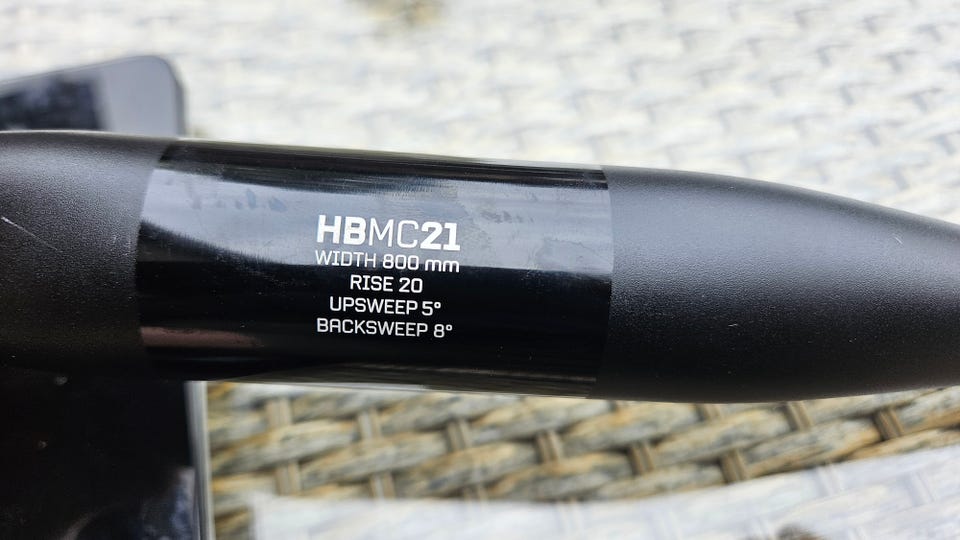 HBMC21
WIDTH 800 mm
RISE 20
UPSWEEP 5°
BACKSWEEP 8°